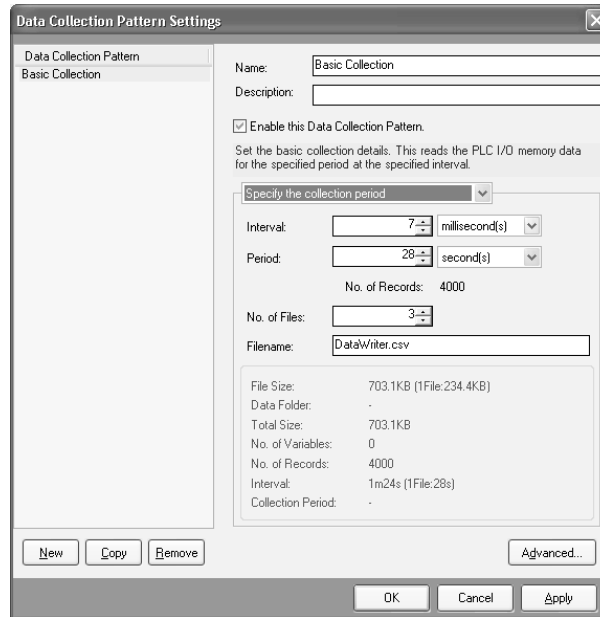 Data Collection Pattern Settings
Data Collection Pattern
Basic Collection
Name: Basic Collection
Description:
Enable this Data Collection Pattern.
Set the basic collection details. This reads the PLC I/O memory data
for the specified period at the specified interval.
Specify the collection period
Interval: 7 millisecond(s)
Period: 28 second(s)
No. of Records: 4000
No. of Files: 3
Filename: DataWriter.csv
File Size: 703.1KB (1File:234.4KB)
Data Folder: -
Total Size: 703.1KB
No. of Variables: 0
No. of Records: 4000
Interval: 1m24s (1File:28s)
Collection Period: -
New Copy Remove Advanced...
OK Cancel Apply